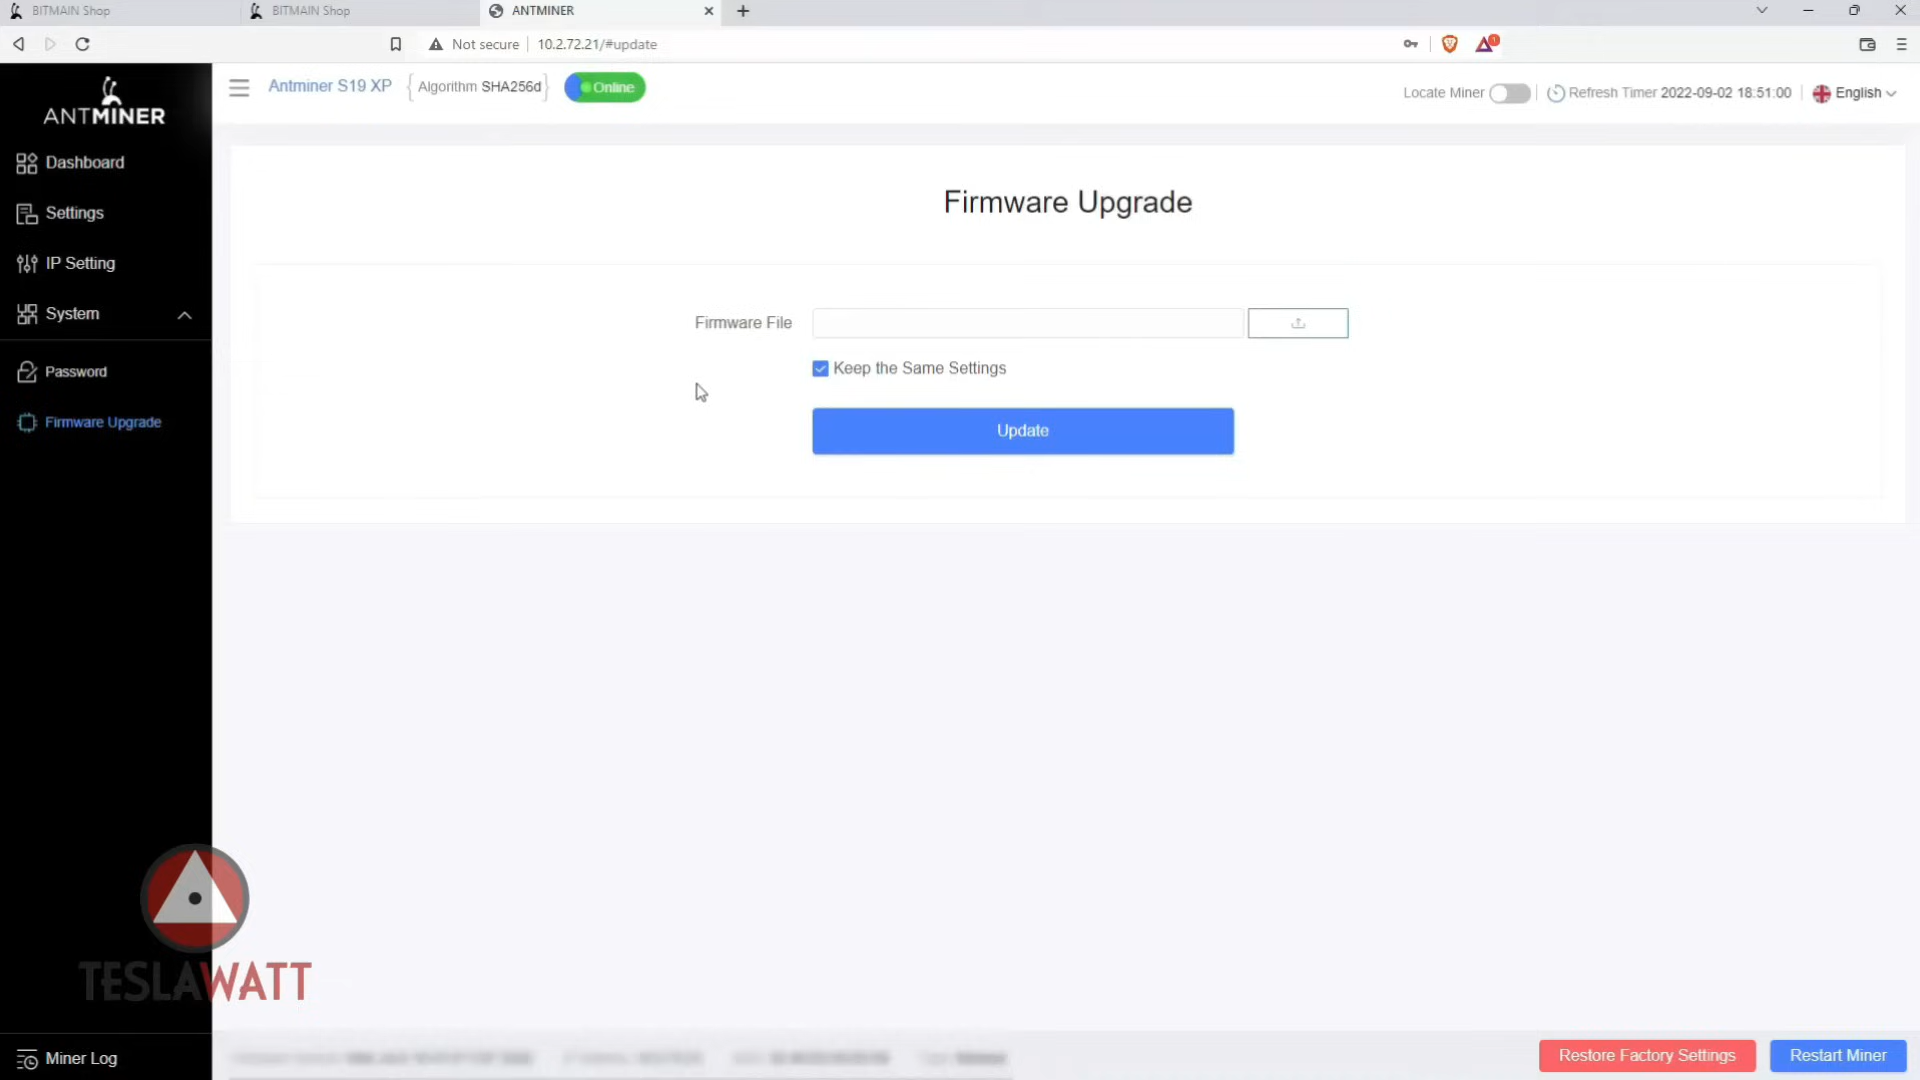 BITMAIN Shop
BITMAIN Shop
ANTMINER
Not secure
10.2.72.21/#update
1
ANTMINER
Antminer S19 XP
Algorithm SHA256d
Online
Locate Miner
Refresh Timer 2022-09-02 18:51:00
English
Dashboard
Settings
IP Setting
System
Password
Firmware Upgrade
Firmware Upgrade
Firmware File
Keep the Same Settings
Update
TESLAWATT
Miner Log
Restore Factory Settings
Restart Miner